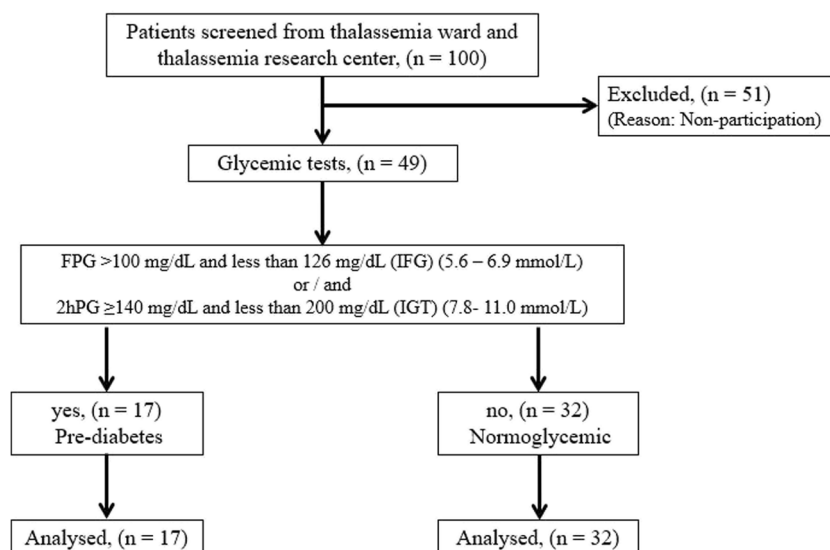 Patients screened from thalassemia ward and
thalassemia research center, (n = 100)
Excluded, (n = 51)
(Reason: Non-participation)
Glycemic tests, (n = 49)
FPG >100 mg/dL and less than 126 mg/dL (IFG) (5.6 – 6.9 mmol/L)
or / and
2hPG ≥140 mg/dL and less than 200 mg/dL (IGT) (7.8- 11.0 mmol/L)
yes, (n = 17)
Pre-diabetes
no, (n = 32)
Normoglycemic
Analysed, (n = 17)
Analysed, (n = 32)